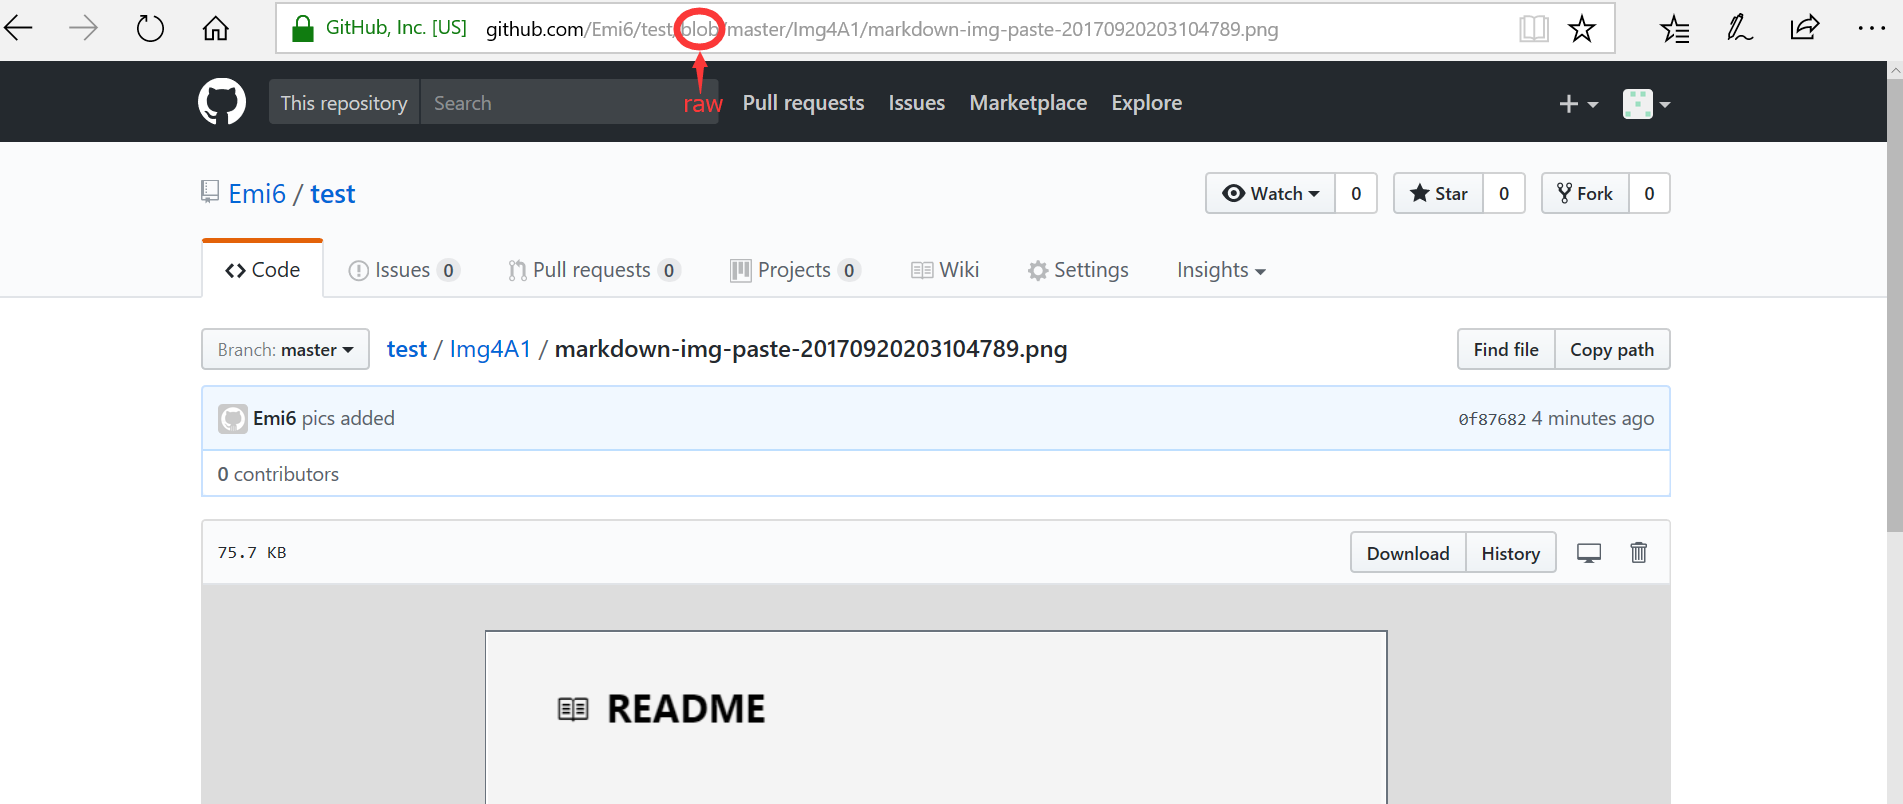 GitHub, Inc. [US] github.com/Emi6/test/blob/master/Img4A1/markdown-img-paste-20170920203104789.png
This repository Search raw Pull requests Issues Marketplace Explore
Emi6 / test Watch 0 Star 0 Fork 0
Code Issues 0 Pull requests 0 Projects 0 Wiki Settings Insights
Branch: master test / Img4A1 / markdown-img-paste-20170920203104789.png Find file Copy path
Emi6 pics added 0f87682 4 minutes ago
0 contributors
75.7 KB Download History
README